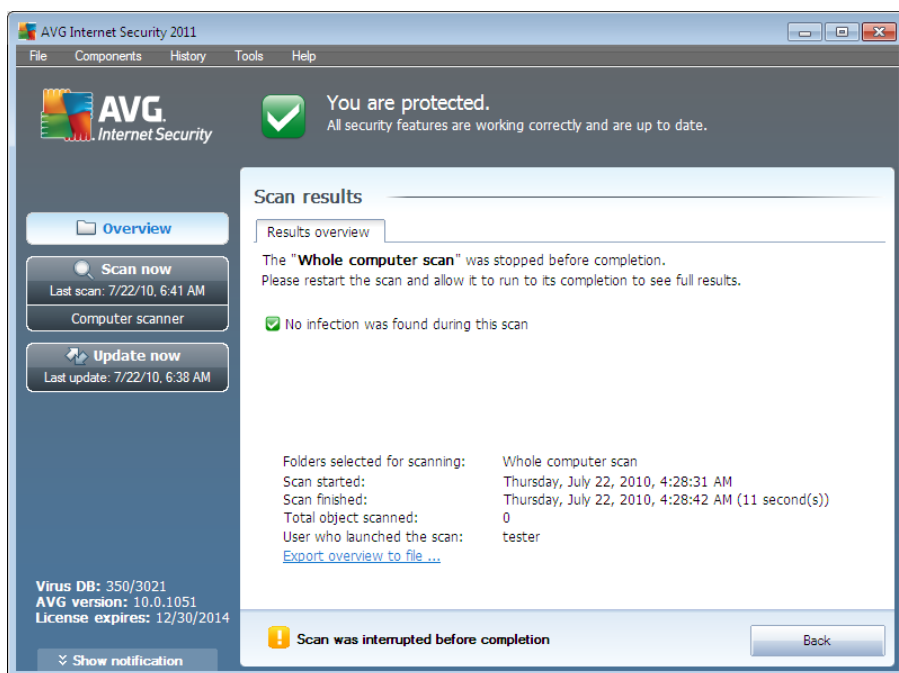 AVG Internet Security 2011
File Components History Tools Help
AVG.
Internet Security
You are protected.
All security features are working correctly and are up to date.
Overview
Scan now
Last scan: 7/22/10, 6:41 AM
Computer scanner
Update now
Last update: 7/22/10, 6:38 AM
Virus DB: 350/3021
AVG version: 10.0.1051
License expires: 12/30/2014
Show notification
Scan results
Results overview
The "Whole computer scan" was stopped before completion.
Please restart the scan and allow it to run to its completion to see full results.
No infection was found during this scan
Folders selected for scanning: Whole computer scan
Scan started: Thursday, July 22, 2010, 4:28:31 AM
Scan finished: Thursday, July 22, 2010, 4:28:42 AM (11 second(s))
Total object scanned: 0
User who launched the scan: tester
Export overview to file ...
Scan was interrupted before completion
Back